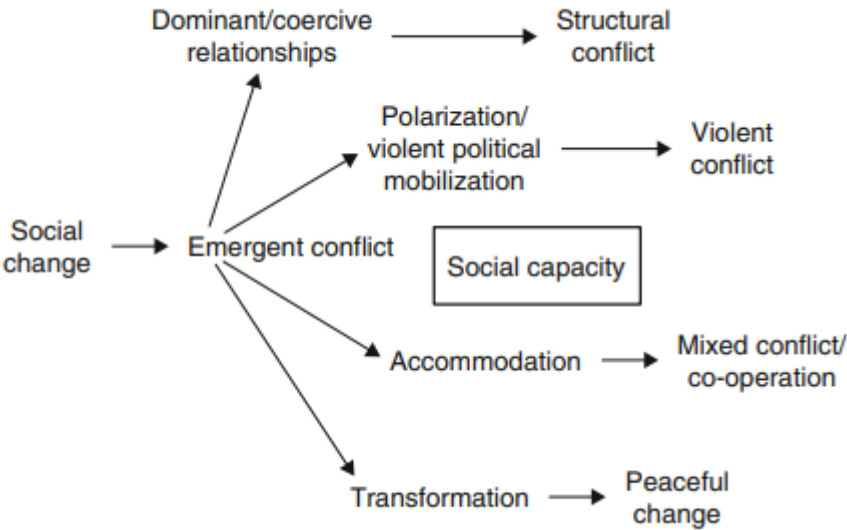 Dominant/coercive
relationships
Structural
conflict
Polarization/
violent political
mobilization
Violent
conflict
Social
change
Emergent conflict
Social capacity
Accommodation
Mixed conflict/
co-operation
Transformation
Peaceful
change